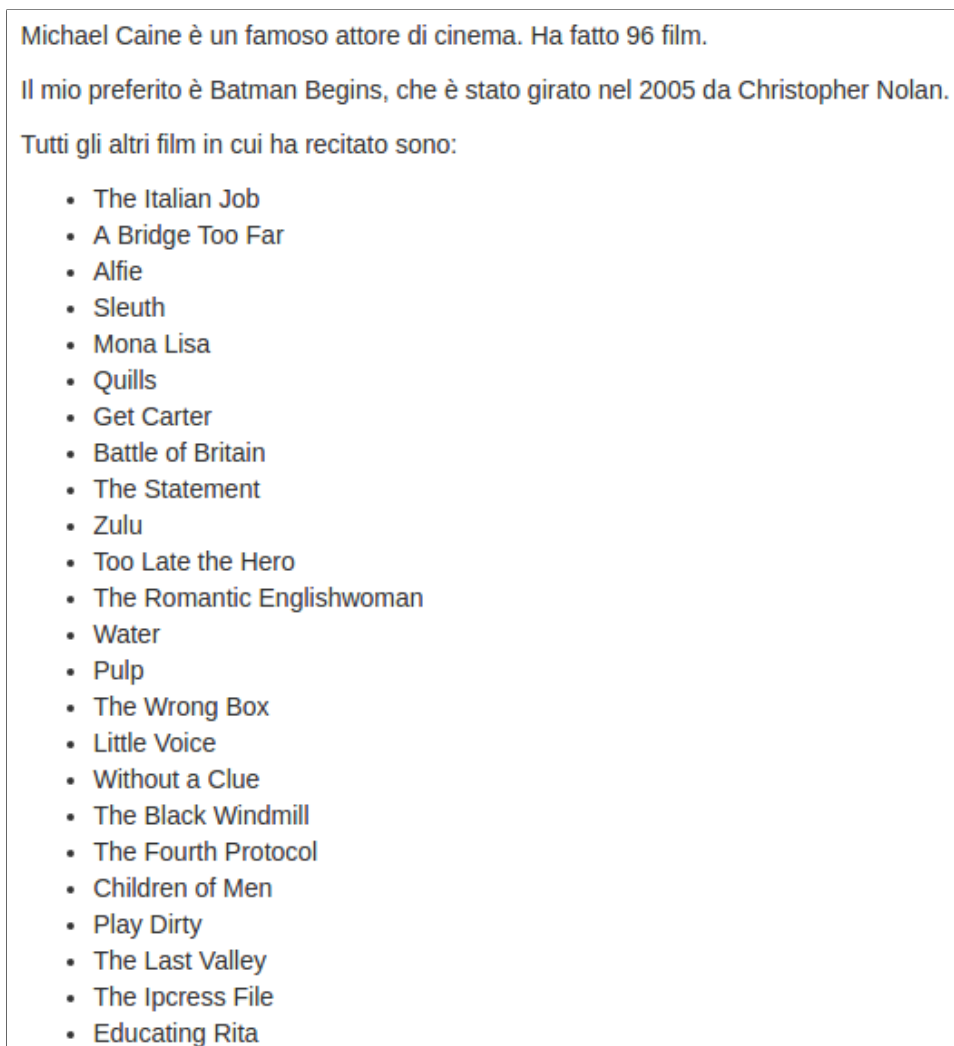 Michael Caine è un famoso attore di cinema. Ha fatto 96 film.
Il mio preferito è Batman Begins, che è stato girato nel 2005 da Christopher Nolan.
Tutti gli altri film in cui ha recitato sono:
• The Italian Job
• A Bridge Too Far
• Alfie
• Sleuth
• Mona Lisa
• Quills
• Get Carter
• Battle of Britain
• The Statement
• Zulu
• Too Late the Hero
• The Romantic Englishwoman
• Water
• Pulp
• The Wrong Box
• Little Voice
• Without a Clue
• The Black Windmill
• The Fourth Protocol
• Children of Men
• Play Dirty
• The Last Valley
• The Ipcress File
• Educating Rita